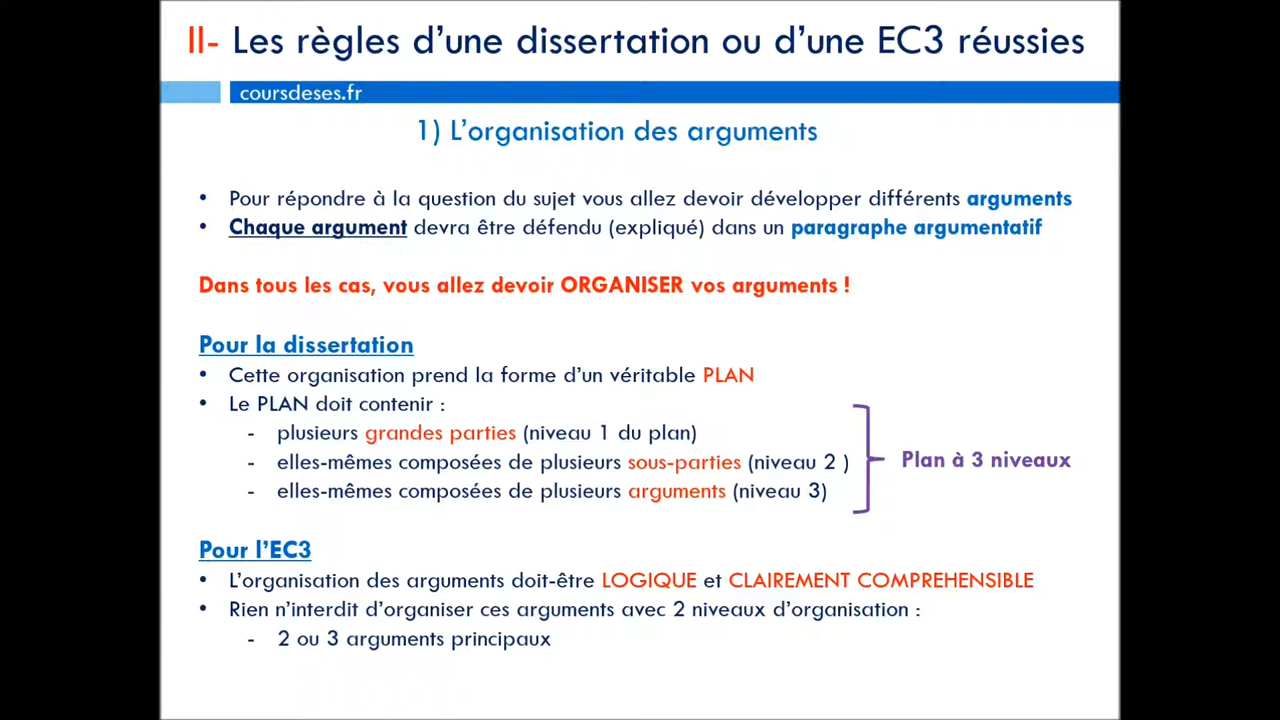 II- Les règles d'une dissertation ou d'une EC3 réussies
coursdeses.fr
1) L'organisation des arguments
• Pour répondre à la question du sujet vous allez devoir développer différents arguments
• Chaque argument devra être défendu (expliqué) dans un paragraphe argumentatif
Dans tous les cas, vous allez devoir ORGANISER vos arguments !
Pour la dissertation
• Cette organisation prend la forme d'un véritable PLAN
• Le PLAN doit contenir :
- plusieurs grandes parties (niveau 1 du plan)
- elles-mêmes composées de plusieurs sous-parties (niveau 2 )
- elles-mêmes composées de plusieurs arguments (niveau 3)
Plan à 3 niveaux
Pour l'EC3
• L'organisation des arguments doit-être LOGIQUE et CLAIREMENT COMPREHENSIBLE
• Rien n'interdit d'organiser ces arguments avec 2 niveaux d'organisation :
- 2 ou 3 arguments principaux